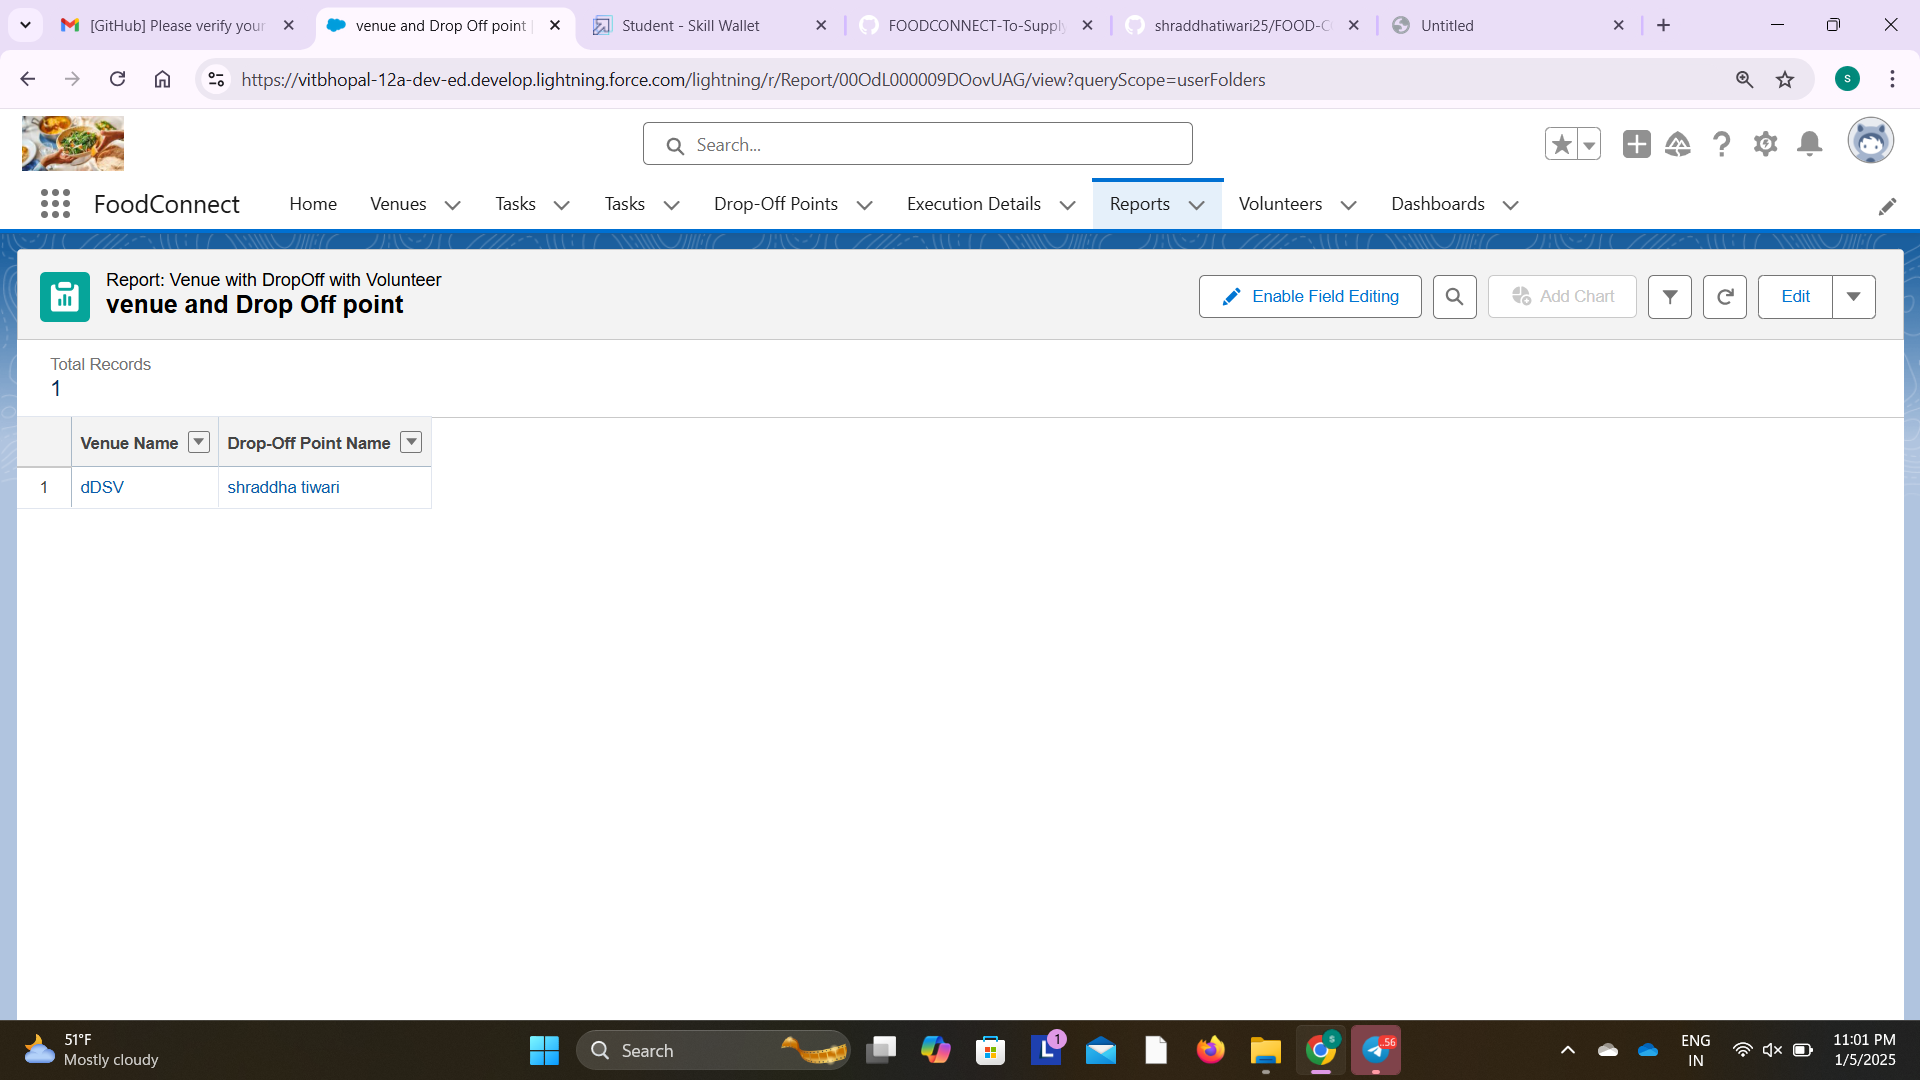 [GitHub] Please verify your
venue and Drop Off point
Student - Skill Wallet
FOODCONNECT-To-Supply
shraddhatiwari25/FOOD-C
Untitled
https://vitbhopal-12a-dev-ed.develop.lightning.force.com/lightning/r/Report/00OdL000009DOovUAG/view?queryScope=userFolders
S
Search...
FoodConnect
Home
Venues
Tasks
Tasks
Drop-Off Points
Execution Details
Reports
Volunteers
Dashboards
Report: Venue with DropOff with Volunteer
venue and Drop Off point
Enable Field Editing
Add Chart
Edit
Total Records
1
Venue Name
Drop-Off Point Name
1 dDSV shraddha tiwari
51°F
Mostly cloudy
Search
L
1
S
..56
ENG
IN
11:01 PM
1/5/2025